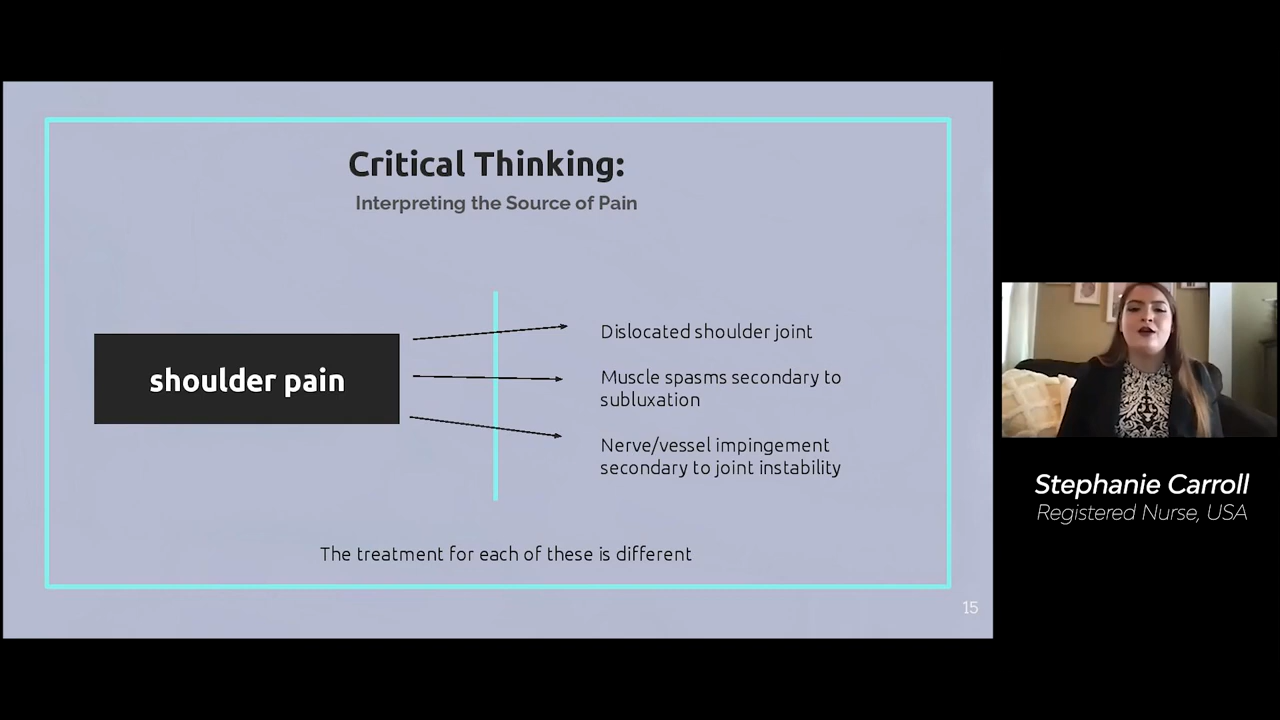 Critical Thinking:
Interpreting the Source of Pain
shoulder pain
Dislocated shoulder joint
Muscle spasms secondary to
subluxation
Nerve/vessel impingement
secondary to joint instability
The treatment for each of these is different
15
Stephanie Carroll
Registered Nurse, USA